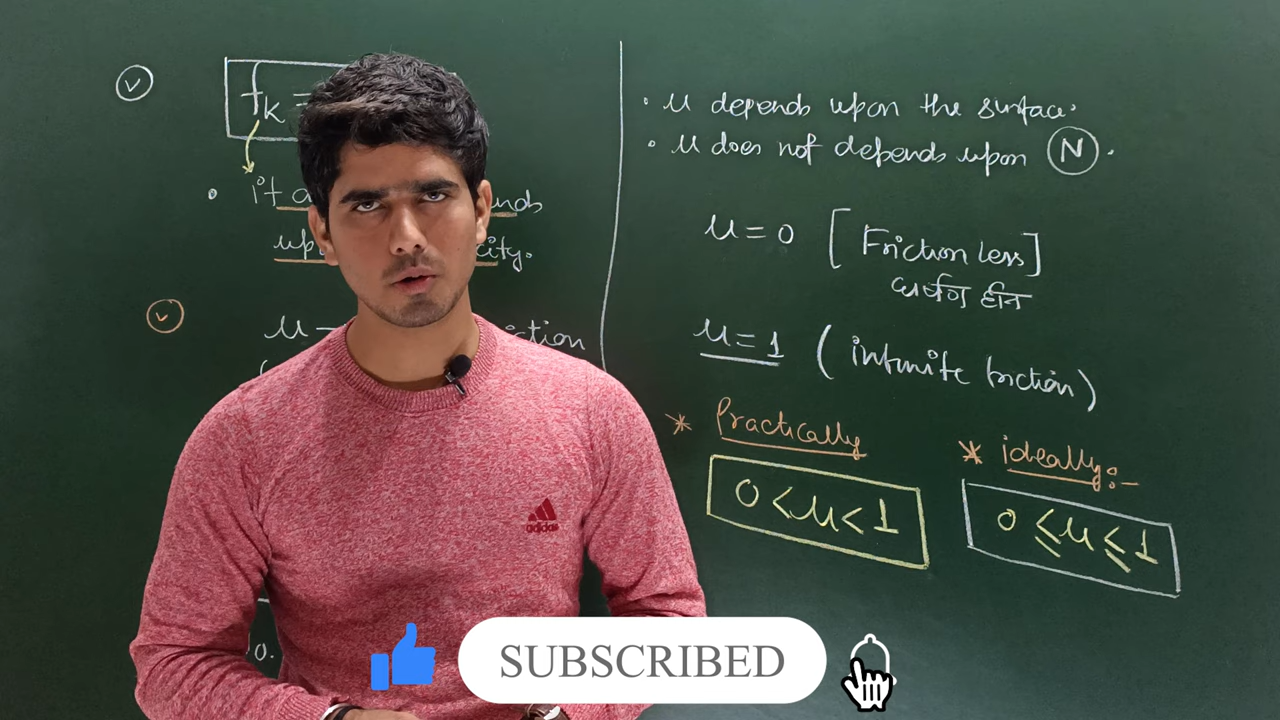 fk =
• it
upon city.
μ
• μ depends upon the surface.
• μ does not depends upon N.
μ = 0 [Friction less]
घर्षण हीन
μ = 1 (infinite friction)
* Practically
0 < μ < 1
* ideally:-
0 ≤ μ ≤ 1
adidas
SUBSCRIBED